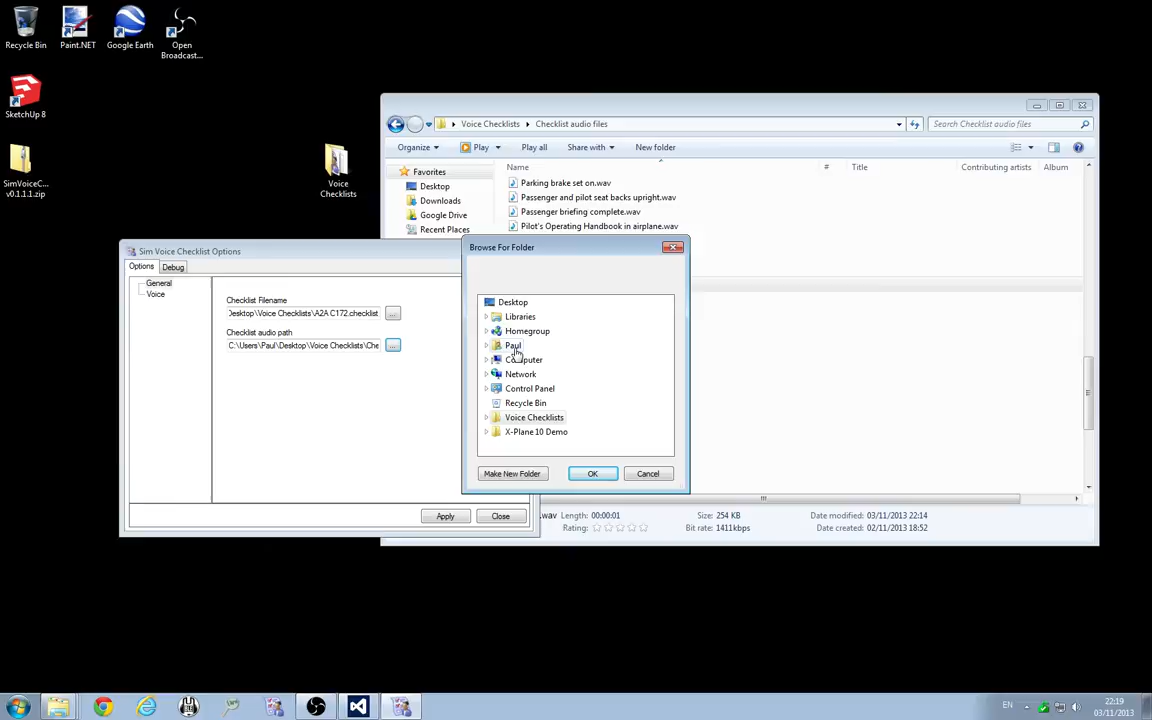 Recycle Bin
Paint.NET
Google Earth
Open
Broadcast...
SketchUp 8
SimVoiceC...
v0.1.1.1.zip
Voice
Checklists
Voice Checklists
Checklist audio files
Search Checklist audio files
Organize
Play
Play all
Share with
New folder
Favorites
Desktop
Downloads
Google Drive
Recent Places
Name
#
Title
Contributing artists
Album
Parking brake set on.wav
Passenger and pilot seat backs upright.wav
Passenger briefing complete.wav
Pilot's Operating Handbook in airplane.wav
Sim Voice Checklist Options
Options
Debug
General
Voice
Checklist Filename
Desktop\Voice Checklists\A2A C172.checklist
...
Checklist audio path
C:\Users\Paul\Desktop\Voice Checklists\Che
...
Apply
Close
Browse For Folder
Desktop
Libraries
Homegroup
Paul
Computer
Network
Control Panel
Recycle Bin
Voice Checklists
X-Plane 10 Demo
Make New Folder
OK
Cancel
.wav
Length: 00:00:01
Size: 254 KB
Date modified: 03/11/2013 22:14
Rating:
Bit rate: 1411kbps
Date created: 02/11/2013 18:52
EN
22:19
03/11/2013